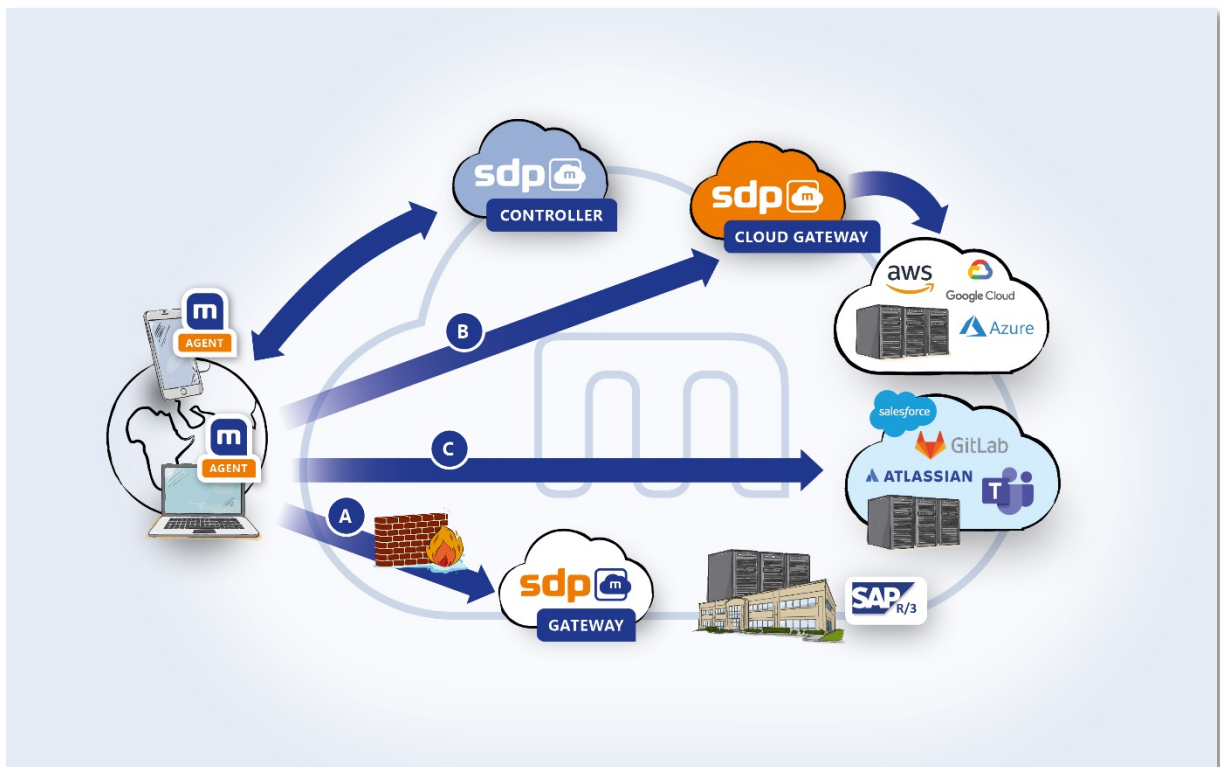 sdp m
CONTROLLER
sdp m
CLOUD GATEWAY
aws
Google Cloud
Azure
m
AGENT
B
m
AGENT
C
salesforce
GitLab
ATLASSIAN
T
A
sdp m
GATEWAY
SAP
R/3
m